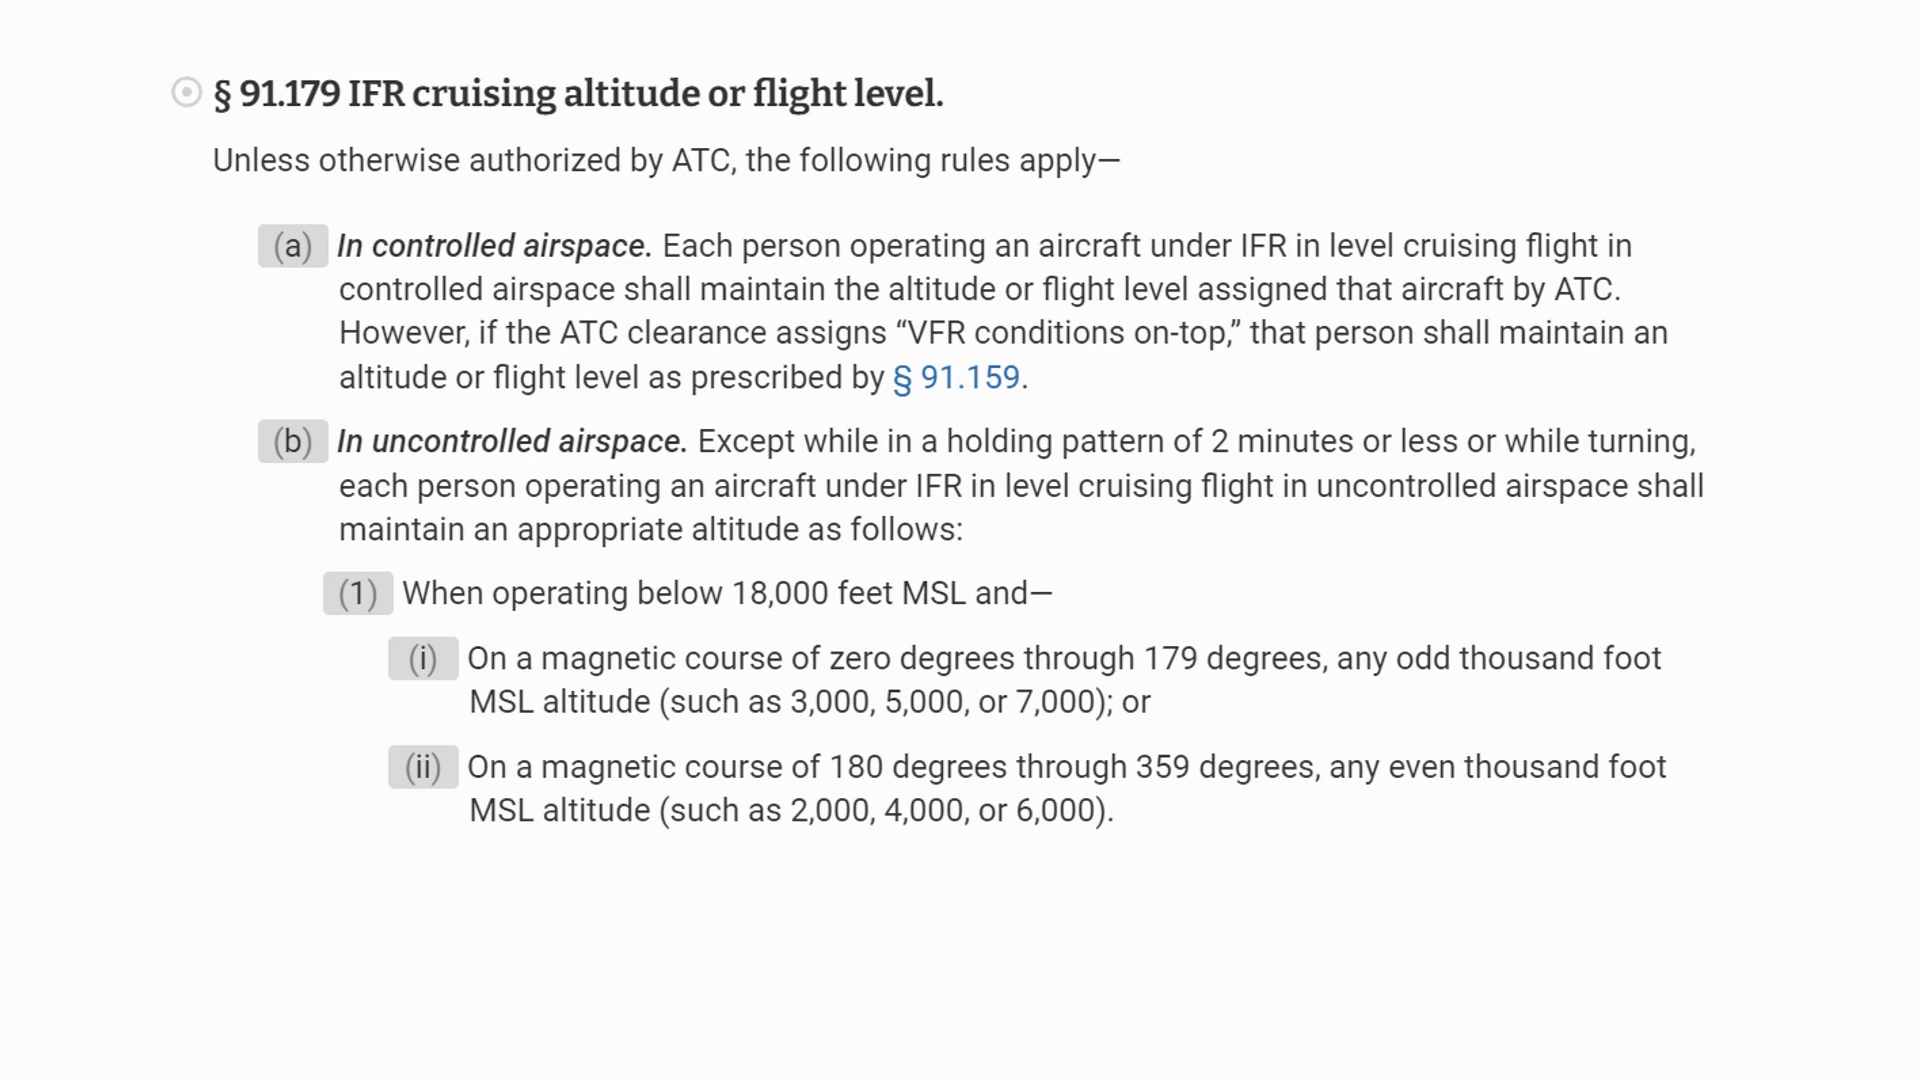 § 91.179 IFR cruising altitude or flight level.
Unless otherwise authorized by ATC, the following rules apply—
(a) In controlled airspace. Each person operating an aircraft under IFR in level cruising flight in
controlled airspace shall maintain the altitude or flight level assigned that aircraft by ATC.
However, if the ATC clearance assigns “VFR conditions on-top,” that person shall maintain an
altitude or flight level as prescribed by § 91.159.
(b) In uncontrolled airspace. Except while in a holding pattern of 2 minutes or less or while turning,
each person operating an aircraft under IFR in level cruising flight in uncontrolled airspace shall
maintain an appropriate altitude as follows:
(1) When operating below 18,000 feet MSL and—
(i) On a magnetic course of zero degrees through 179 degrees, any odd thousand foot
MSL altitude (such as 3,000, 5,000, or 7,000); or
(ii) On a magnetic course of 180 degrees through 359 degrees, any even thousand foot
MSL altitude (such as 2,000, 4,000, or 6,000).